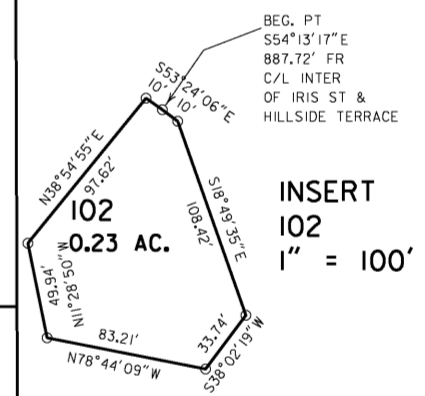 BEG. PT
S54°13'17"E
887.72' FR
C/L INTER
OF IRIS ST &
HILLSIDE TERRACE
S53°24'06"E
10' 10'
N38°54'55"E
97.62'
S18°49'35"E
108.42'
102
0.23 AC.
INSERT
102
1" = 100'
49.94'
N11°28'50"W
83.21'
N78°44'09"W
33.74'
S38°02'19"W